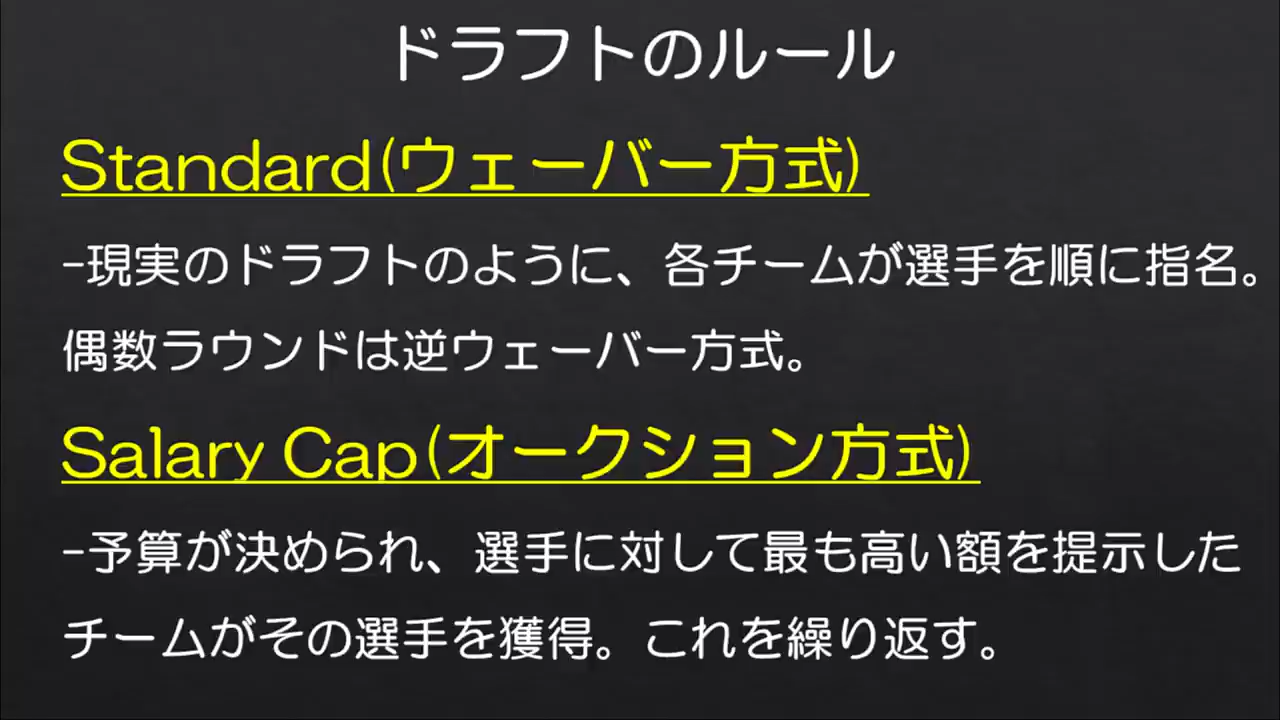 ドラフトのルール
Standard(ウェーバー方式)
-現実のドラフトのように、各チームが選手を順に指名。
偶数ラウンドは逆ウェーバー方式。
Salary Cap(オークション方式)
-予算が決められ、選手に対して最も高い額を提示した
チームがその選手を獲得。これを繰り返す。